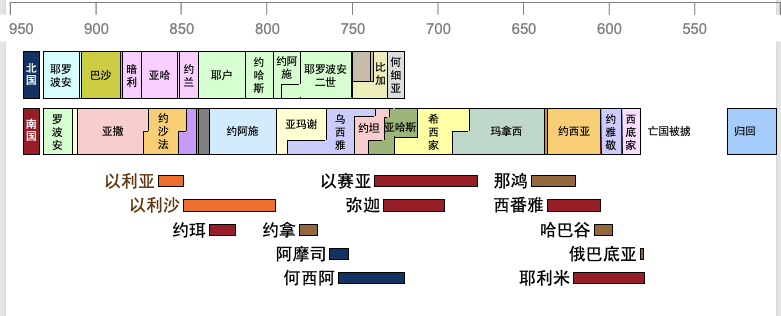 950 900 850 800 750 700 650 600 550
北国 耶罗波安 巴沙 暗利 亚哈 约兰 耶户 约哈斯 约阿施 耶罗波安二世 比加 何细亚
南国 罗波安 亚撒 约沙法 约阿施 亚玛谢 乌西雅 约坦 亚哈斯 希西家 玛拿西 约西亚 约雅敬 西底家 亡国被掳 归回
以利亚 以赛亚 那鸿
以利沙 弥迦 西番雅
约珥 约拿 哈巴谷
阿摩司 俄巴底亚
何西阿 耶利米